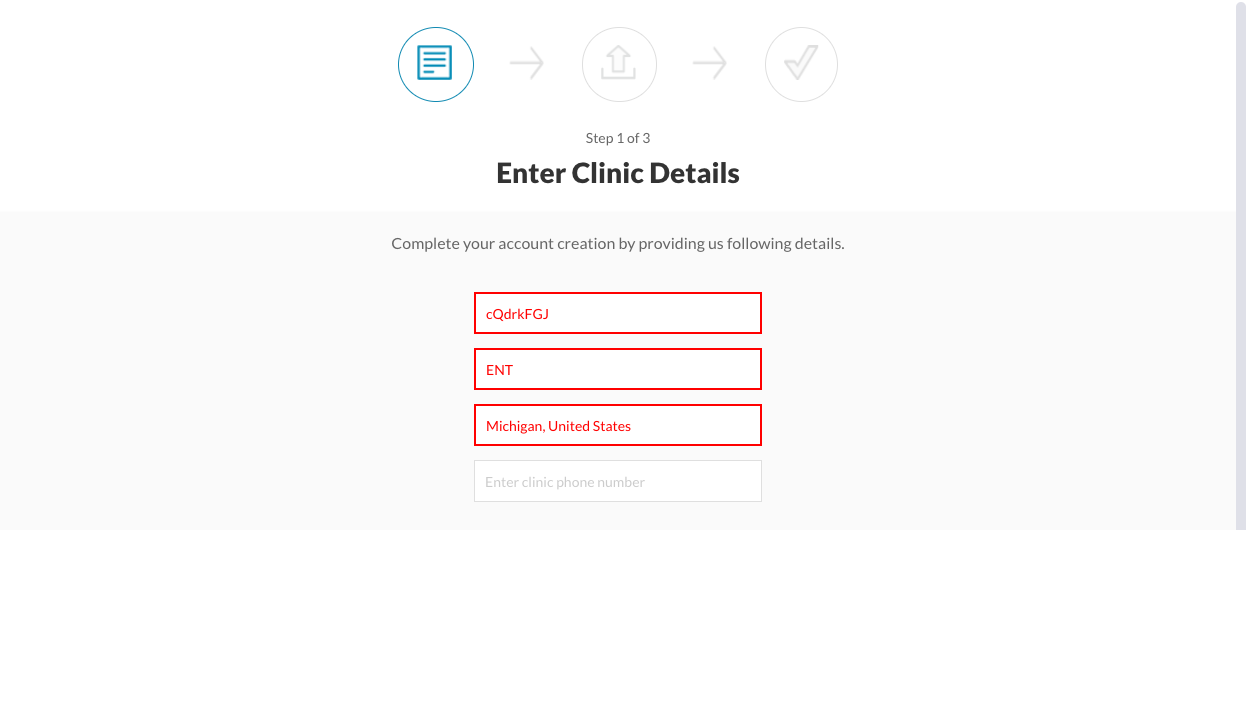 Step 1 of 3
Enter Clinic Details
Complete your account creation by providing us following details.
cQdrkFGJ
ENT
Michigan, United States
Enter clinic phone number